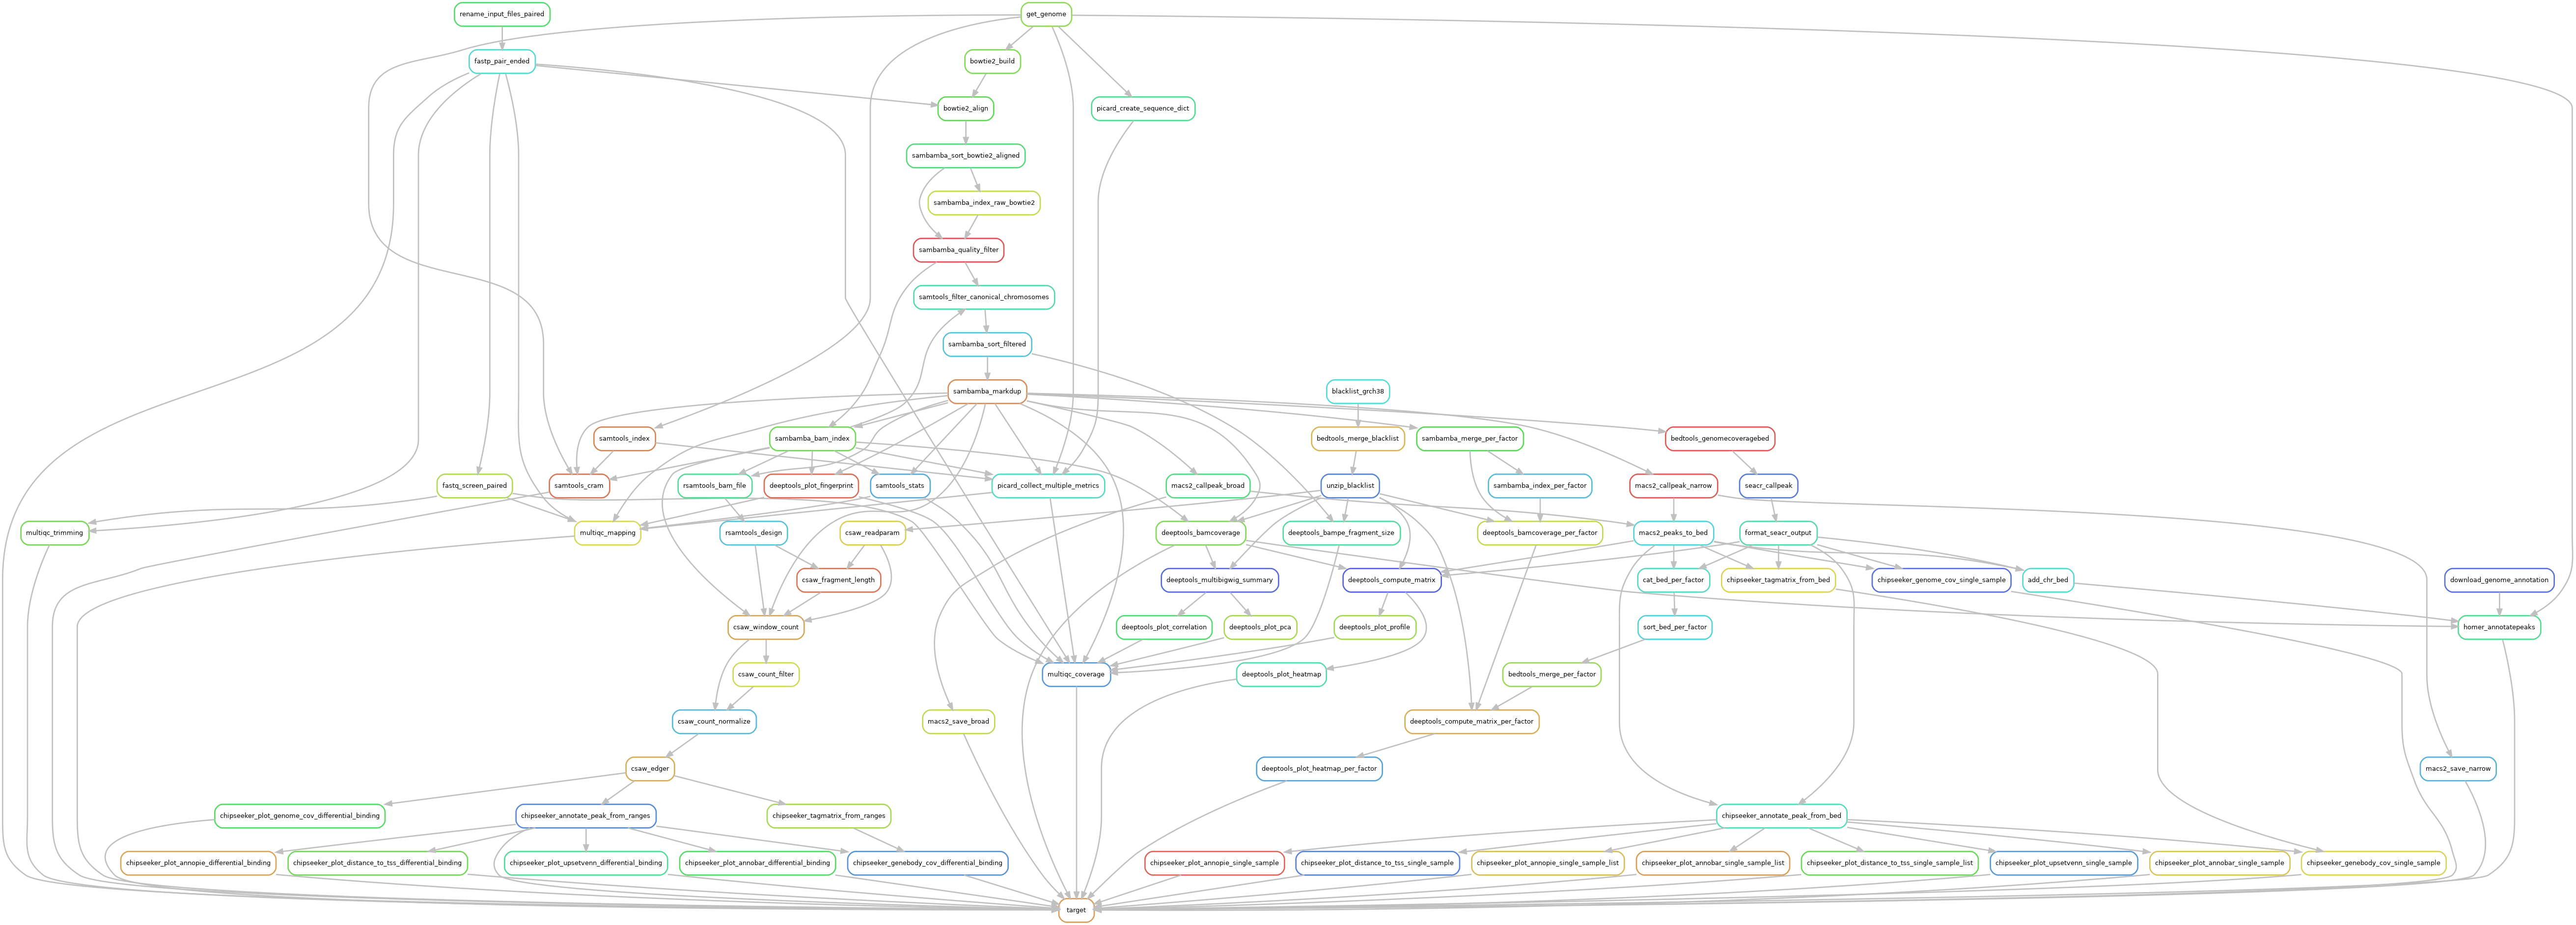 rename_input_files_paired
get_genome
fastp_pair_ended
bowtie2_build
bowtie2_align
picard_create_sequence_dict
sambamba_sort_bowtie2_aligned
sambamba_index_raw_bowtie2
sambamba_quality_filter
samtools_filter_canonical_chromosomes
sambamba_sort_filtered
sambamba_markdup
blacklist_grch38
samtools_index
sambamba_bam_index
bedtools_merge_blacklist
sambamba_merge_per_factor
bedtools_genomecoveragebed
fastq_screen_paired
samtools_cram
rsamtools_bam_file
deeptools_plot_fingerprint
samtools_stats
picard_collect_multiple_metrics
macs2_callpeak_broad
unzip_blacklist
sambamba_index_per_factor
macs2_callpeak_narrow
seacr_callpeak
multiqc_trimming
multiqc_mapping
rsamtools_design
csaw_readparam
deeptools_bamcoverage
deeptools_bampe_fragment_size
deeptools_bamcoverage_per_factor
macs2_peaks_to_bed
format_seacr_output
csaw_fragment_length
deeptools_multibigwig_summary
deeptools_compute_matrix
cat_bed_per_factor
chipseeker_tagmatrix_from_bed
chipseeker_genome_cov_single_sample
add_chr_bed
download_genome_annotation
csaw_window_count
deeptools_plot_correlation
deeptools_plot_pca
deeptools_plot_profile
sort_bed_per_factor
homer_annotatepeaks
csaw_count_filter
multiqc_coverage
deeptools_plot_heatmap
bedtools_merge_per_factor
csaw_count_normalize
macs2_save_broad
deeptools_compute_matrix_per_factor
csaw_edger
deeptools_plot_heatmap_per_factor
macs2_save_narrow
chipseeker_plot_genome_cov_differential_binding
chipseeker_annotate_peak_from_ranges
chipseeker_tagmatrix_from_ranges
chipseeker_annotate_peak_from_bed
chipseeker_plot_annopie_differential_binding
chipseeker_plot_distance_to_tss_differential_binding
chipseeker_plot_upsetvenn_differential_binding
chipseeker_plot_annobar_differential_binding
chipseeker_genebody_cov_differential_binding
chipseeker_plot_annopie_single_sample
chipseeker_plot_distance_to_tss_single_sample
chipseeker_plot_annopie_single_sample_list
chipseeker_plot_annobar_single_sample_list
chipseeker_plot_distance_to_tss_single_sample_list
chipseeker_plot_upsetvenn_single_sample
chipseeker_plot_annobar_single_sample
chipseeker_genebody_cov_single_sample
target